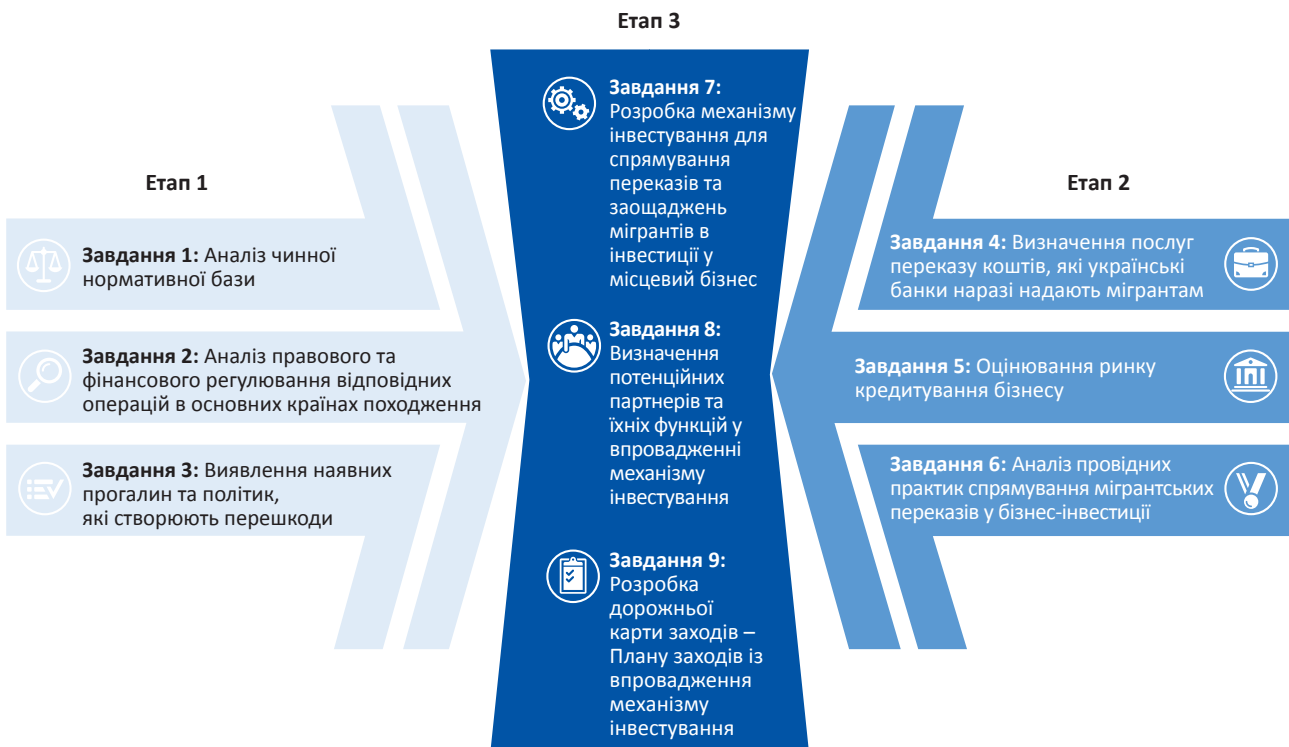 Етап 3
Етап 1
Завдання 1: Аналіз чинної
нормативної бази
Завдання 2: Аналіз правового та
фінансового регулювання відповідних
операцій в основних країнах походження
Завдання 3: Виявлення наявних
прогалин та політик,
які створюють перешкоди
Завдання 7:
Розробка механізму
інвестування для
спрямування
переказів та
заощаджень
мігрантів в
інвестиції у
місцевий бізнес
Завдання 8:
Визначення
потенційних
партнерів та
їхніх функцій у
впровадженні
механізму
інвестування
Завдання 9:
Розробка
дорожньої
карти заходів –
Плану заходів із
впровадження
механізму
інвестування
Етап 2
Завдання 4: Визначення послуг
переказу коштів, які українські
банки наразі надають мігрантам
Завдання 5: Оцінювання ринку
кредитування бізнесу
Завдання 6: Аналіз провідних
практик спрямування мігрантських
переказів у бізнес-інвестиції